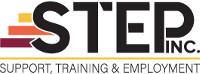 STEP INC.
SUPPORT, TRAINING & EMPLOYMENT